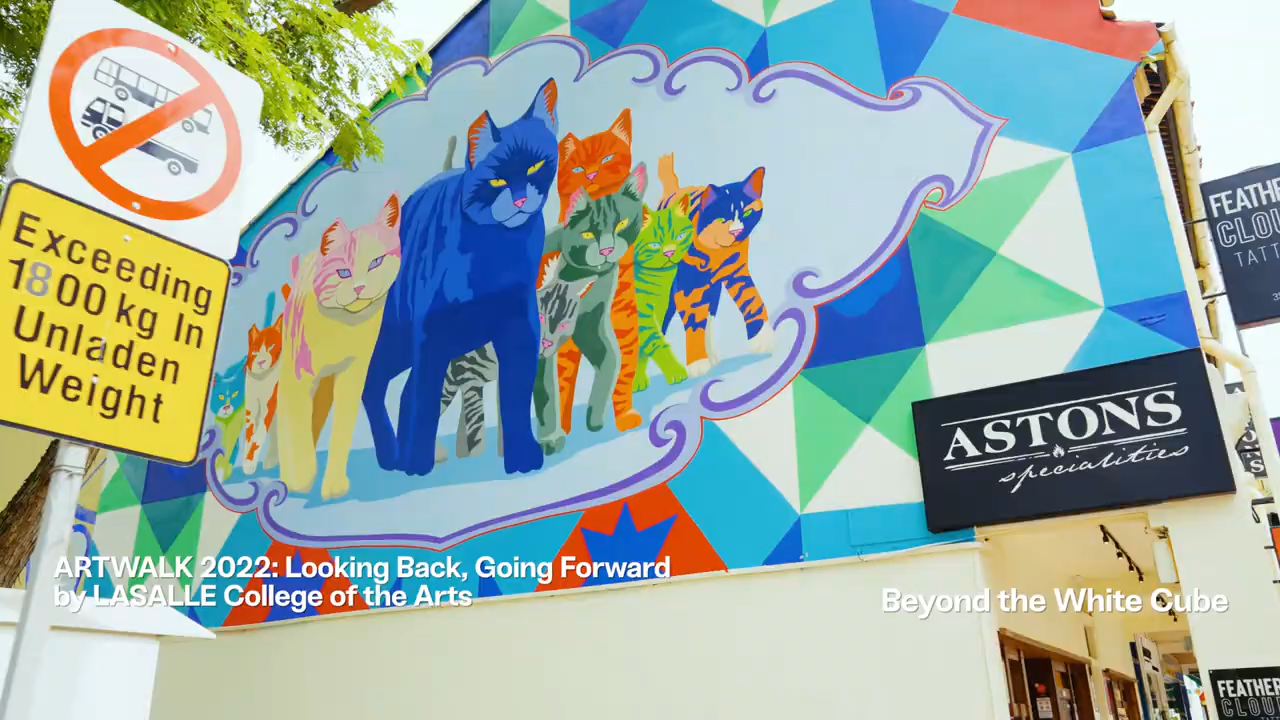 Exceeding
1800 kg In
Unladen
Weight
FEATHER
CLOUD
TATT
ASTONS
specialities
ARTWALK 2022: Looking Back, Going Forward
by LASALLE College of the Arts
Beyond the White Cube
FEATHER
CLOUD